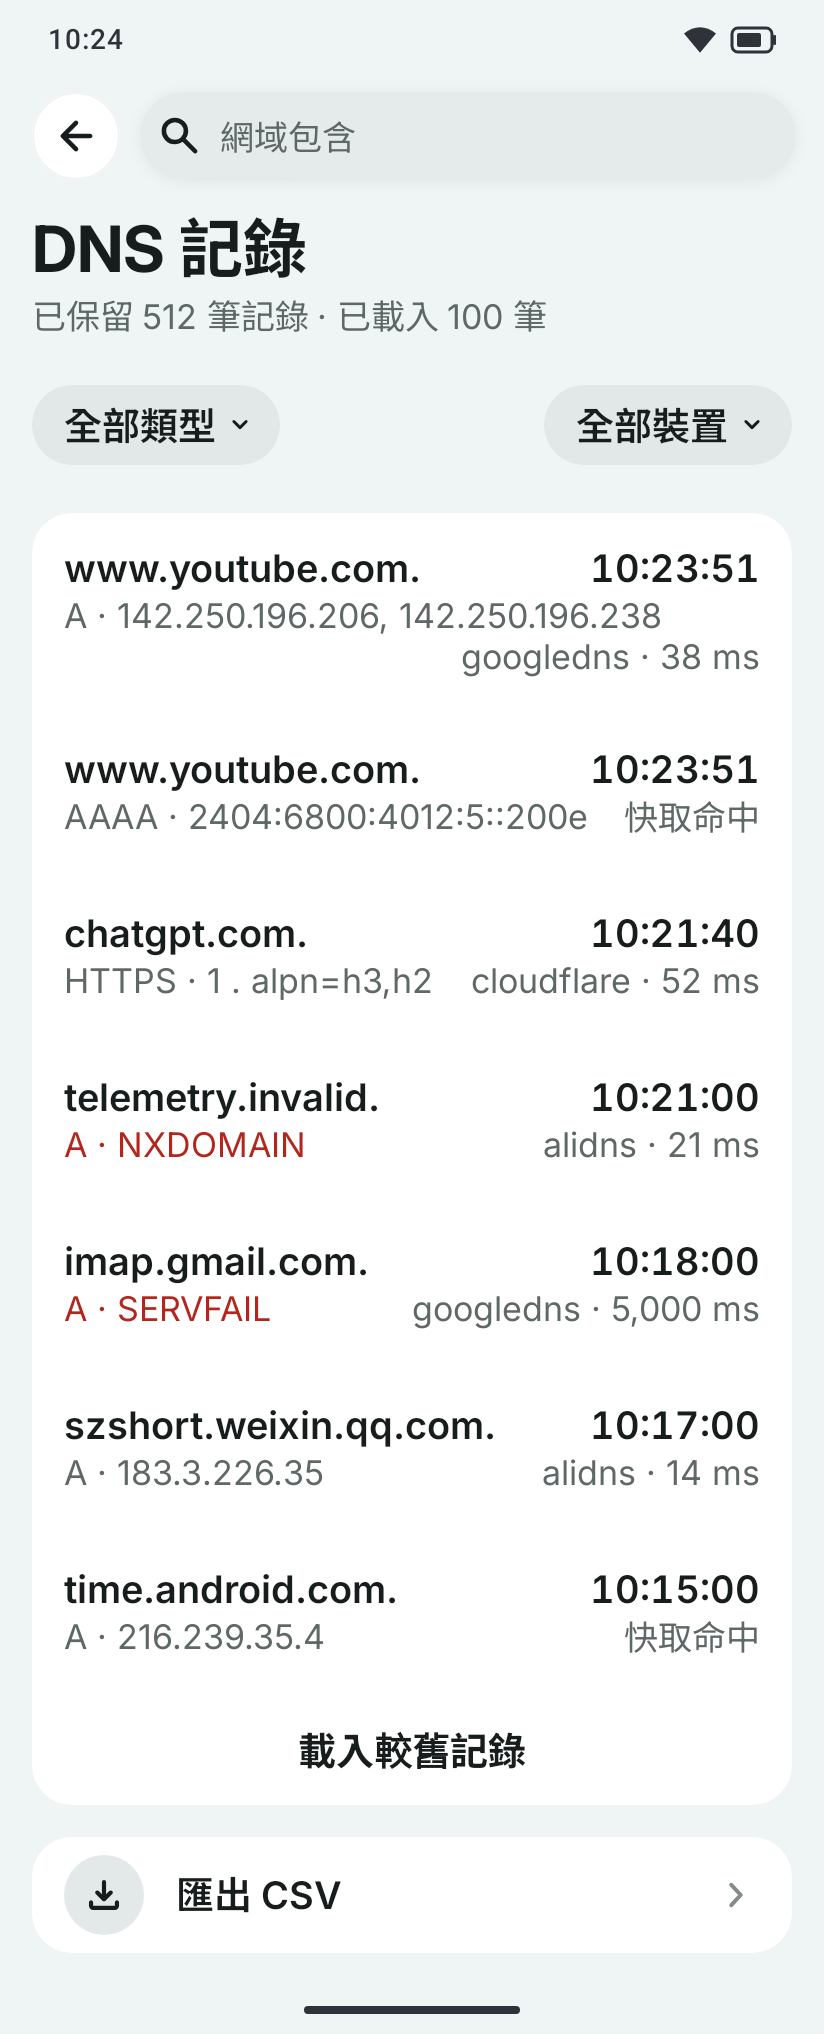 10:24
網域包含
DNS 記錄
已保留 512 筆記錄 · 已載入 100 筆
全部類型
全部裝置
www.youtube.com. 10:23:51
A · 142.250.196.206, 142.250.196.238
googledns · 38 ms
www.youtube.com. 10:23:51
AAAA · 2404:6800:4012:5::200e 快取命中
chatgpt.com. 10:21:40
HTTPS · 1 . alpn=h3,h2 cloudflare · 52 ms
telemetry.invalid. 10:21:00
A · NXDOMAIN alidns · 21 ms
imap.gmail.com. 10:18:00
A · SERVFAIL googledns · 5,000 ms
szshort.weixin.qq.com. 10:17:00
A · 183.3.226.35 alidns · 14 ms
time.android.com. 10:15:00
A · 216.239.35.4 快取命中
載入較舊記錄
匯出 CSV